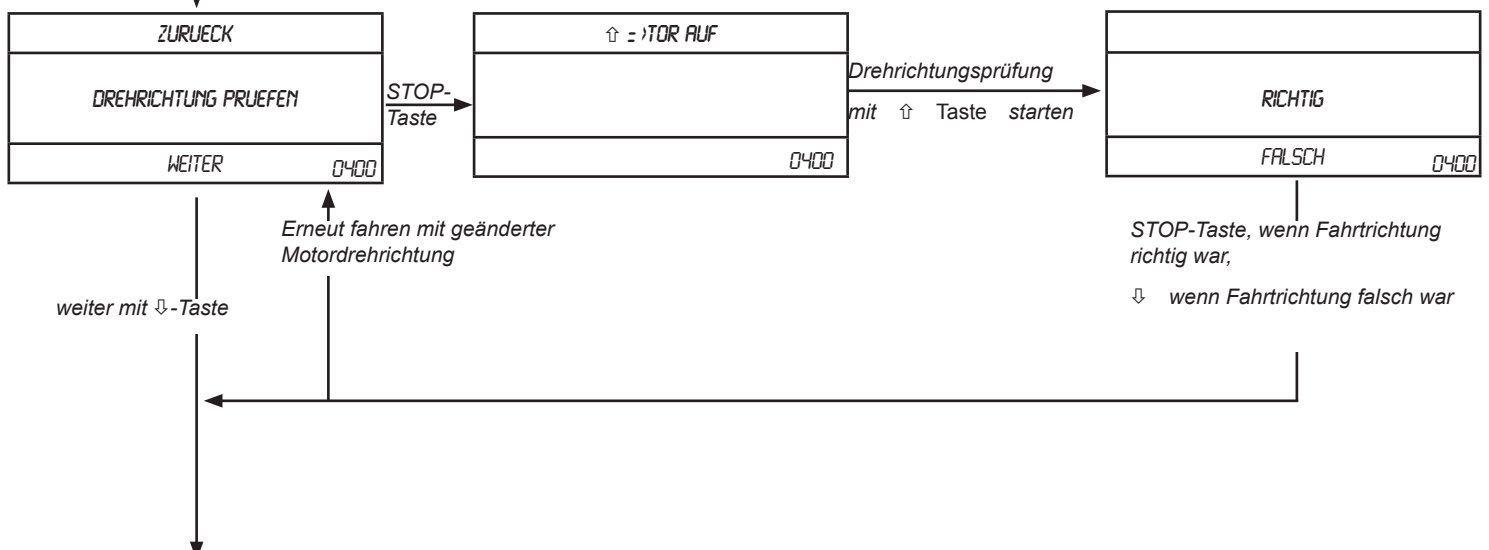 ZURUECK
DREHRICHTUNG PRUEFEN
WEITER 0400
STOP-
Taste
⇧ =>TOR AUF
0400
Drehrichtungsprüfung
mit ⇧ Taste starten
RICHTIG
FALSCH 0400
Erneut fahren mit geänderter
Motordrehrichtung
STOP-Taste, wenn Fahrtrichtung
richtig war,
⇩ wenn Fahrtrichtung falsch war
weiter mit ⇩-Taste